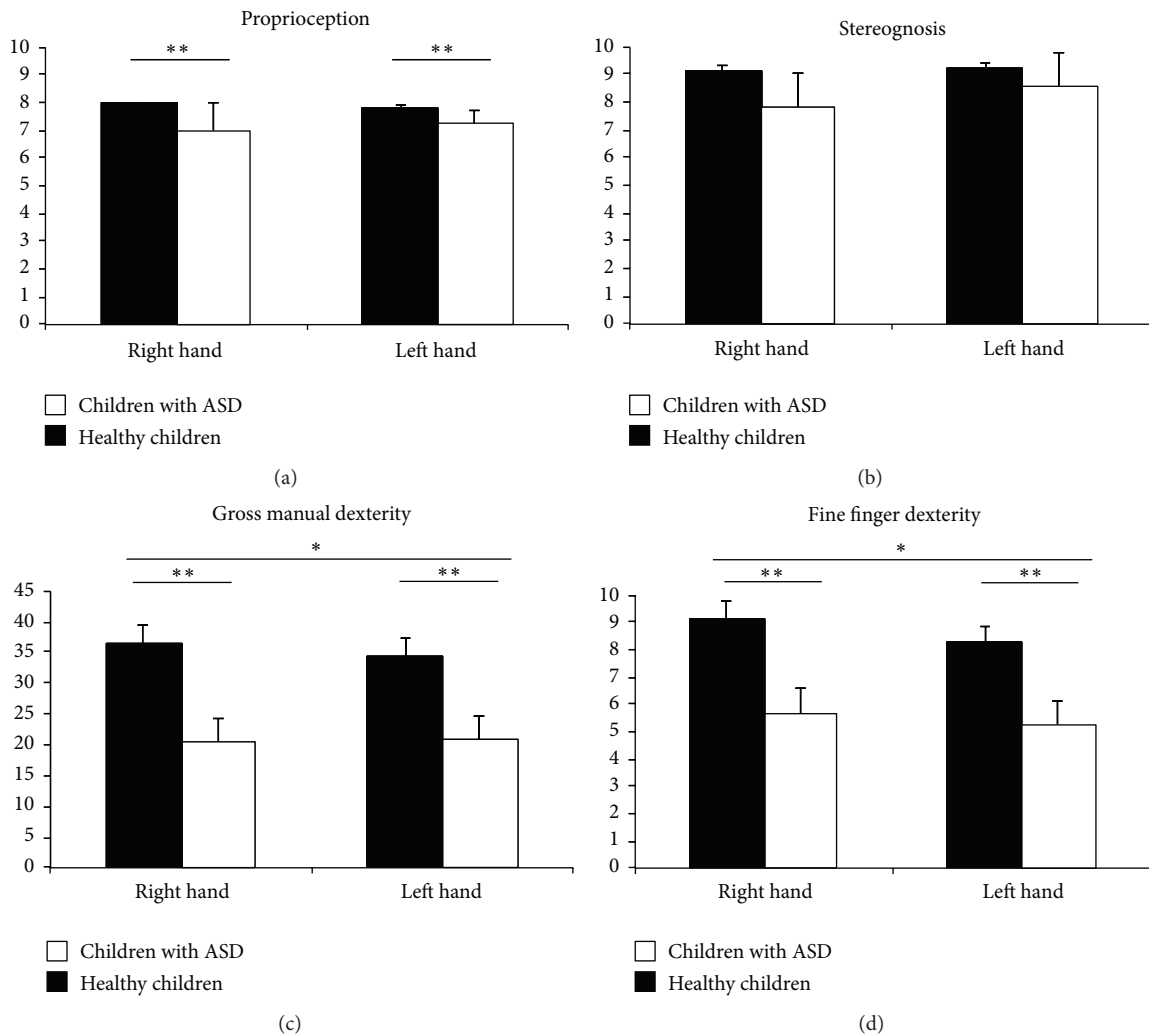 Proprioception
**
**
10
9
8
7
6
5
4
3
2
1
0
Right hand
Left hand
Children with ASD
Healthy children
(a)
Stereognosis
10
9
8
7
6
5
4
3
2
1
0
Right hand
Left hand
Children with ASD
Healthy children
(b)
Gross manual dexterity
*
**
**
45
40
35
30
25
20
15
10
5
0
Right hand
Left hand
Children with ASD
Healthy children
(c)
Fine finger dexterity
*
**
**
10
9
8
7
6
5
4
3
2
1
0
Right hand
Left hand
Children with ASD
Healthy children
(d)